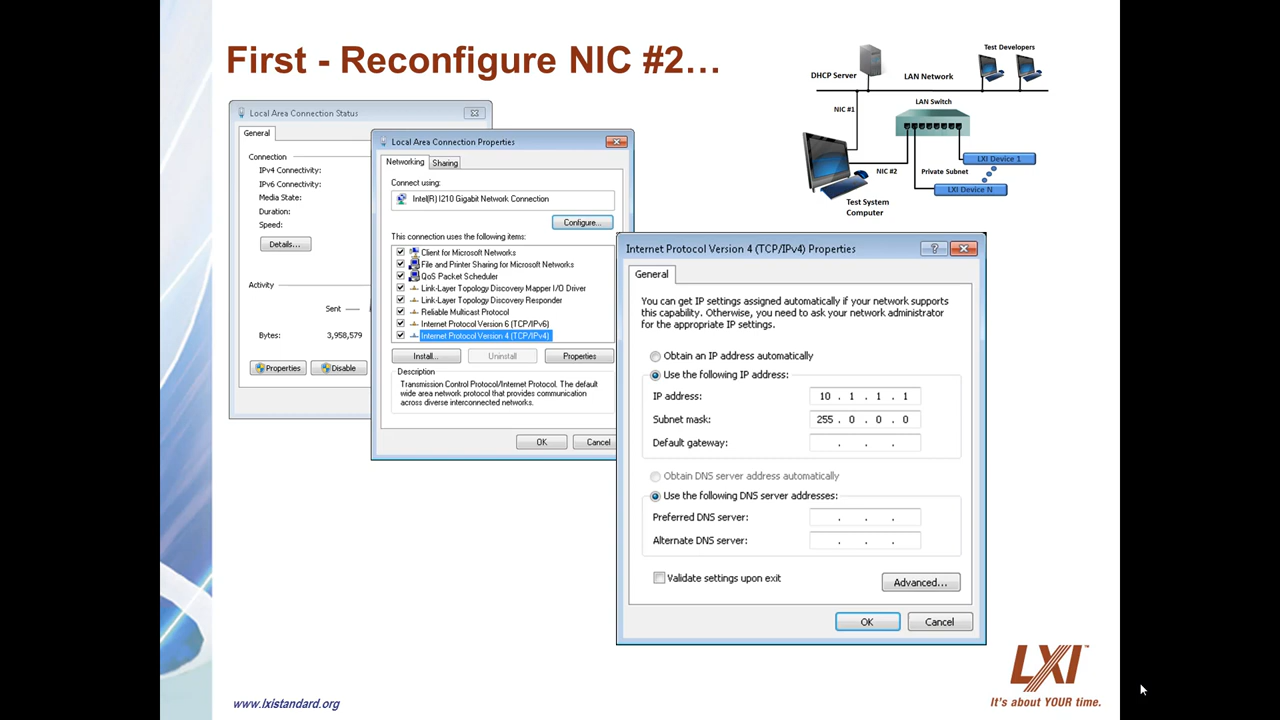 First - Reconfigure NIC #2…
DHCP Server
LAN Network
Test Developers
NIC #1
LAN Switch
LXI Device 1
Private Subnet
NIC #2
LXI Device N
Test System
Computer
Local Area Connection Status
General
Connection
IPv4 Connectivity:
IPv6 Connectivity:
Media State:
Duration:
Speed:
Details...
Activity
Sent
Bytes: 3,958,579
Properties
Disable
Local Area Connection Properties
Networking Sharing
Connect using:
Intel(R) I210 Gigabit Network Connection
Configure...
This connection uses the following items:
Client for Microsoft Networks
File and Printer Sharing for Microsoft Networks
QoS Packet Scheduler
Link-Layer Topology Discovery Mapper I/O Driver
Link-Layer Topology Discovery Responder
Reliable Multicast Protocol
Internet Protocol Version 6 (TCP/IPv6)
Internet Protocol Version 4 (TCP/IPv4)
Install... Uninstall Properties
Description
Transmission Control Protocol/Internet Protocol. The default
wide area network protocol that provides communication
across diverse interconnected networks.
OK Cancel
Internet Protocol Version 4 (TCP/IPv4) Properties
General
You can get IP settings assigned automatically if your network supports
this capability. Otherwise, you need to ask your network administrator
for the appropriate IP settings.
Obtain an IP address automatically
Use the following IP address:
IP address: 10 . 1 . 1 . 1
Subnet mask: 255 . 0 . 0 . 0
Default gateway: . . .
Obtain DNS server address automatically
Use the following DNS server addresses:
Preferred DNS server: . . .
Alternate DNS server: . . .
Validate settings upon exit
Advanced...
OK Cancel
LXI™
It's about YOUR time.
www.lxistandard.org